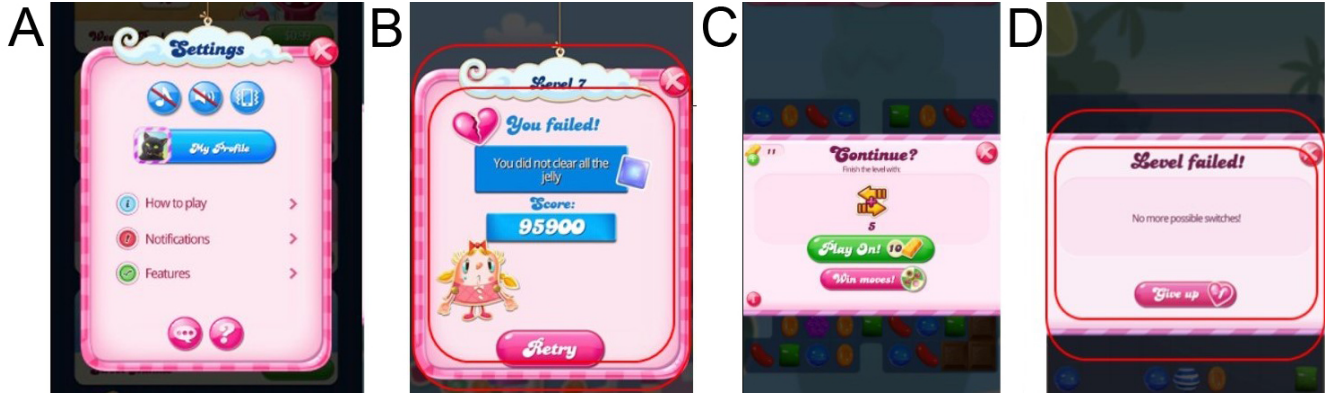 A
B
C
D
Settings
My Profile
How to play
Notifications
Features
?
Level 7
You failed!
You did not clear all the
jelly
Score:
95900
Retry
11
Continue?
Finish the level with:
5
Play On! 10
Win moves!
Level failed!
No more possible switches!
Give up